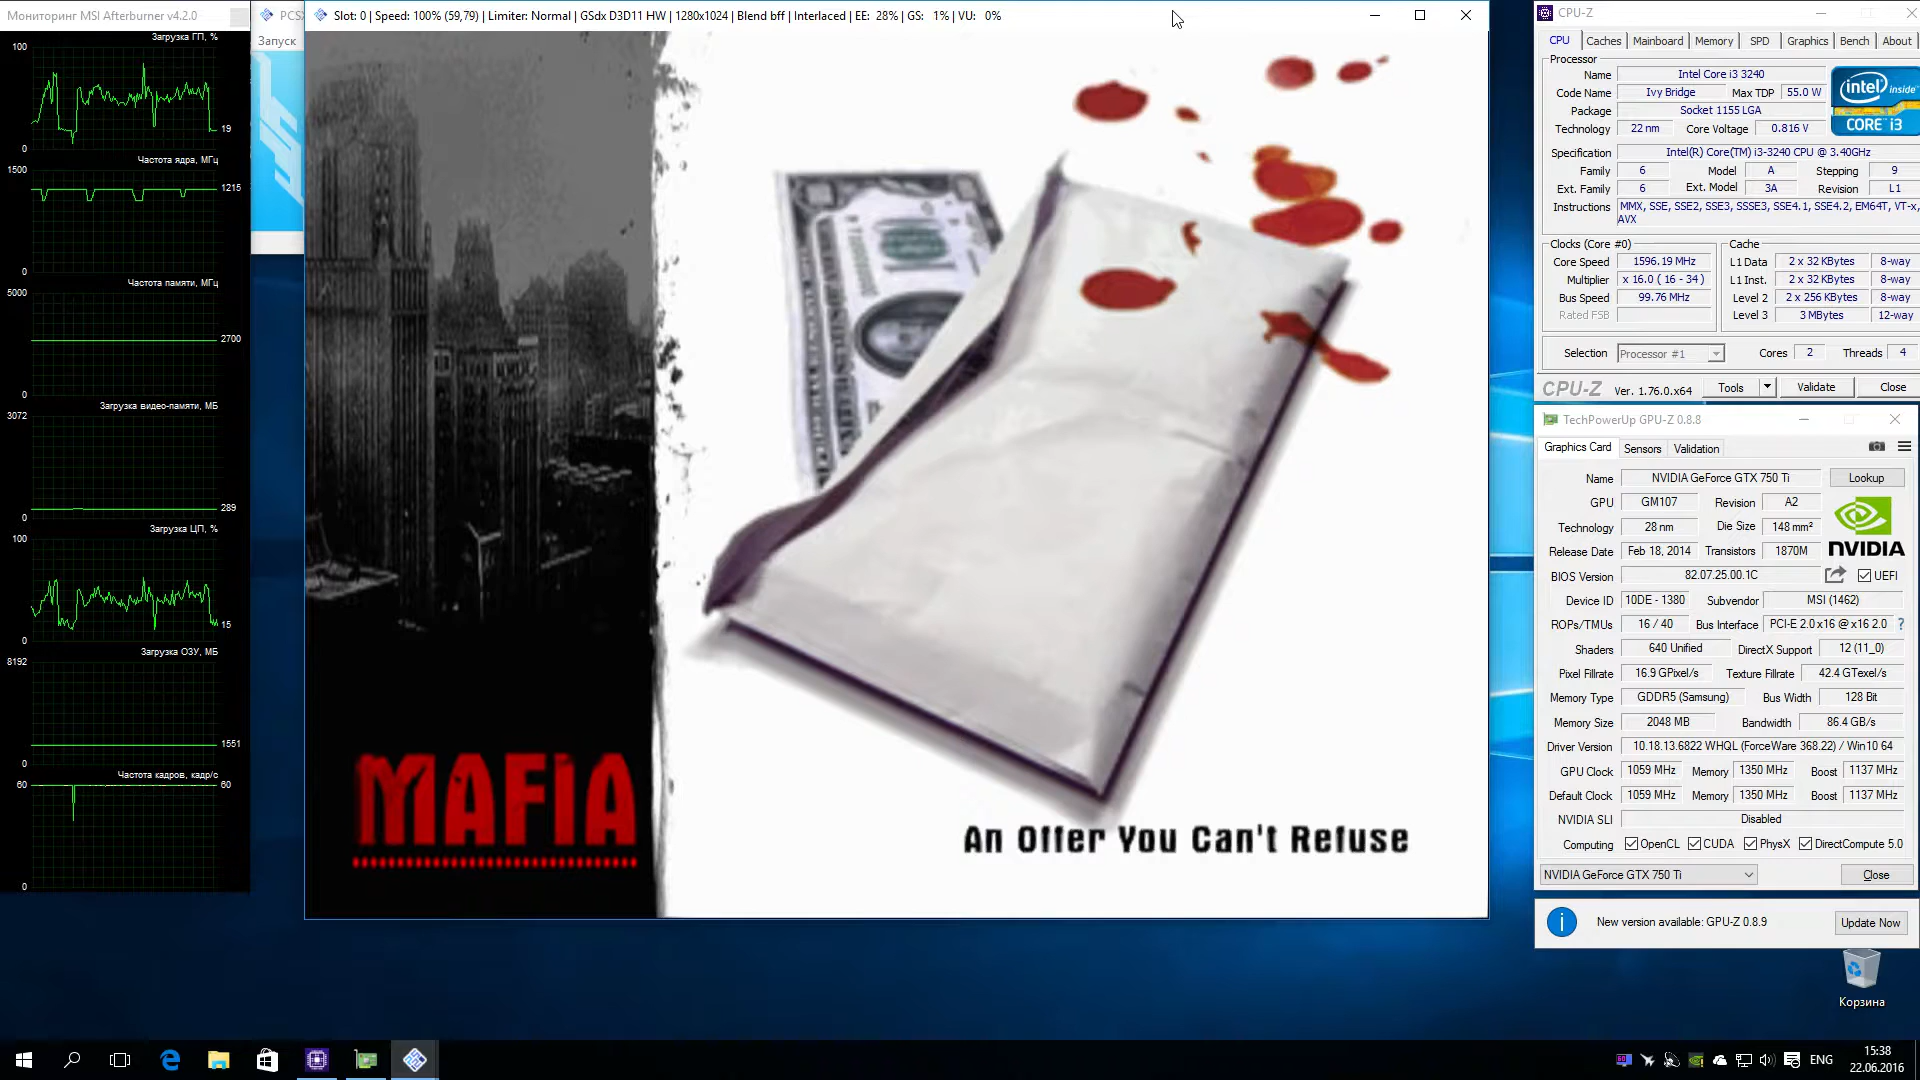 Мониторинг MSI Afterburner v4.2.0
Загрузка ГП, %
100
19
0
Частота ядра, МГц
1500
1215
0
Частота памяти, МГц
5000
2700
0
Загрузка видео-памяти, МБ
3072
289
0
Загрузка ЦП, %
100
15
0
Загрузка ОЗУ, МБ
8192
1551
0
Частота кадров, кадр/с
60
60
0
PCSX
Запуск
Slot: 0 | Speed: 100% (59,79) | Limiter: Normal | GSdx D3D11 HW | 1280x1024 | Blend bff | Interlaced | EE: 28% | GS: 1% | VU: 0%
100
MAFIA
An Offer You Can't Refuse
CPU-Z
CPU Caches Mainboard Memory SPD Graphics Bench About
Processor
Name Intel Core i3 3240
Code Name Ivy Bridge Max TDP 55.0 W
Package Socket 1155 LGA
Technology 22 nm Core Voltage 0.816 V
intel inside
CORE i3
Specification Intel(R) Core(TM) i3-3240 CPU @ 3.40GHz
Family 6 Model A Stepping 9
Ext. Family 6 Ext. Model 3A Revision L1
Instructions MMX, SSE, SSE2, SSE3, SSSE3, SSE4.1, SSE4.2, EM64T, VT-x,
AVX
Clocks (Core #0) Cache
Core Speed 1596.19 MHz L1 Data 2 x 32 KBytes 8-way
Multiplier x 16.0 ( 16 - 34 ) L1 Inst. 2 x 32 KBytes 8-way
Bus Speed 99.76 MHz Level 2 2 x 256 KBytes 8-way
Rated FSB Level 3 3 MBytes 12-way
Selection Processor #1 Cores 2 Threads 4
CPU-Z Ver. 1.76.0.x64 Tools Validate Close
TechPowerUp GPU-Z 0.8.8
Graphics Card Sensors Validation
Name NVIDIA GeForce GTX 750 Ti Lookup
GPU GM107 Revision A2
Technology 28 nm Die Size 148 mm²
Release Date Feb 18, 2014 Transistors 1870M
NVIDIA
BIOS Version 82.07.25.00.1C UEFI
Device ID 10DE - 1380 Subvendor MSI (1462)
ROPs/TMUs 16 / 40 Bus Interface PCI-E 2.0 x16 @ x16 2.0 ?
Shaders 640 Unified DirectX Support 12 (11_0)
Pixel Fillrate 16.9 GPixel/s Texture Fillrate 42.4 GTexel/s
Memory Type GDDR5 (Samsung) Bus Width 128 Bit
Memory Size 2048 MB Bandwidth 86.4 GB/s
Driver Version 10.18.13.6822 WHQL (ForceWare 368.22) / Win10 64
GPU Clock 1059 MHz Memory 1350 MHz Boost 1137 MHz
Default Clock 1059 MHz Memory 1350 MHz Boost 1137 MHz
NVIDIA SLI Disabled
Computing OpenCL CUDA PhysX DirectCompute 5.0
NVIDIA GeForce GTX 750 Ti Close
New version available: GPU-Z 0.8.9 Update Now
Корзина
60
ENG
15:38
22.06.2016